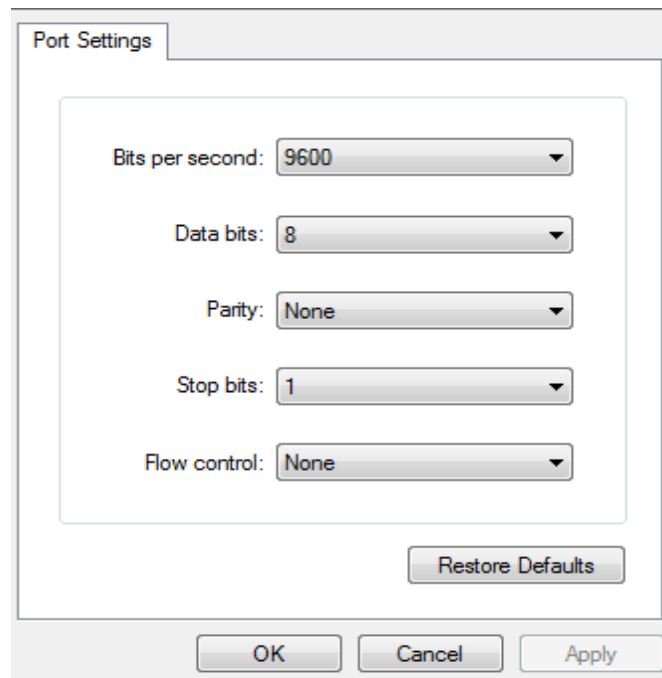 Port Settings
Bits per second: 9600
Data bits: 8
Parity: None
Stop bits: 1
Flow control: None
Restore Defaults
OK Cancel Apply